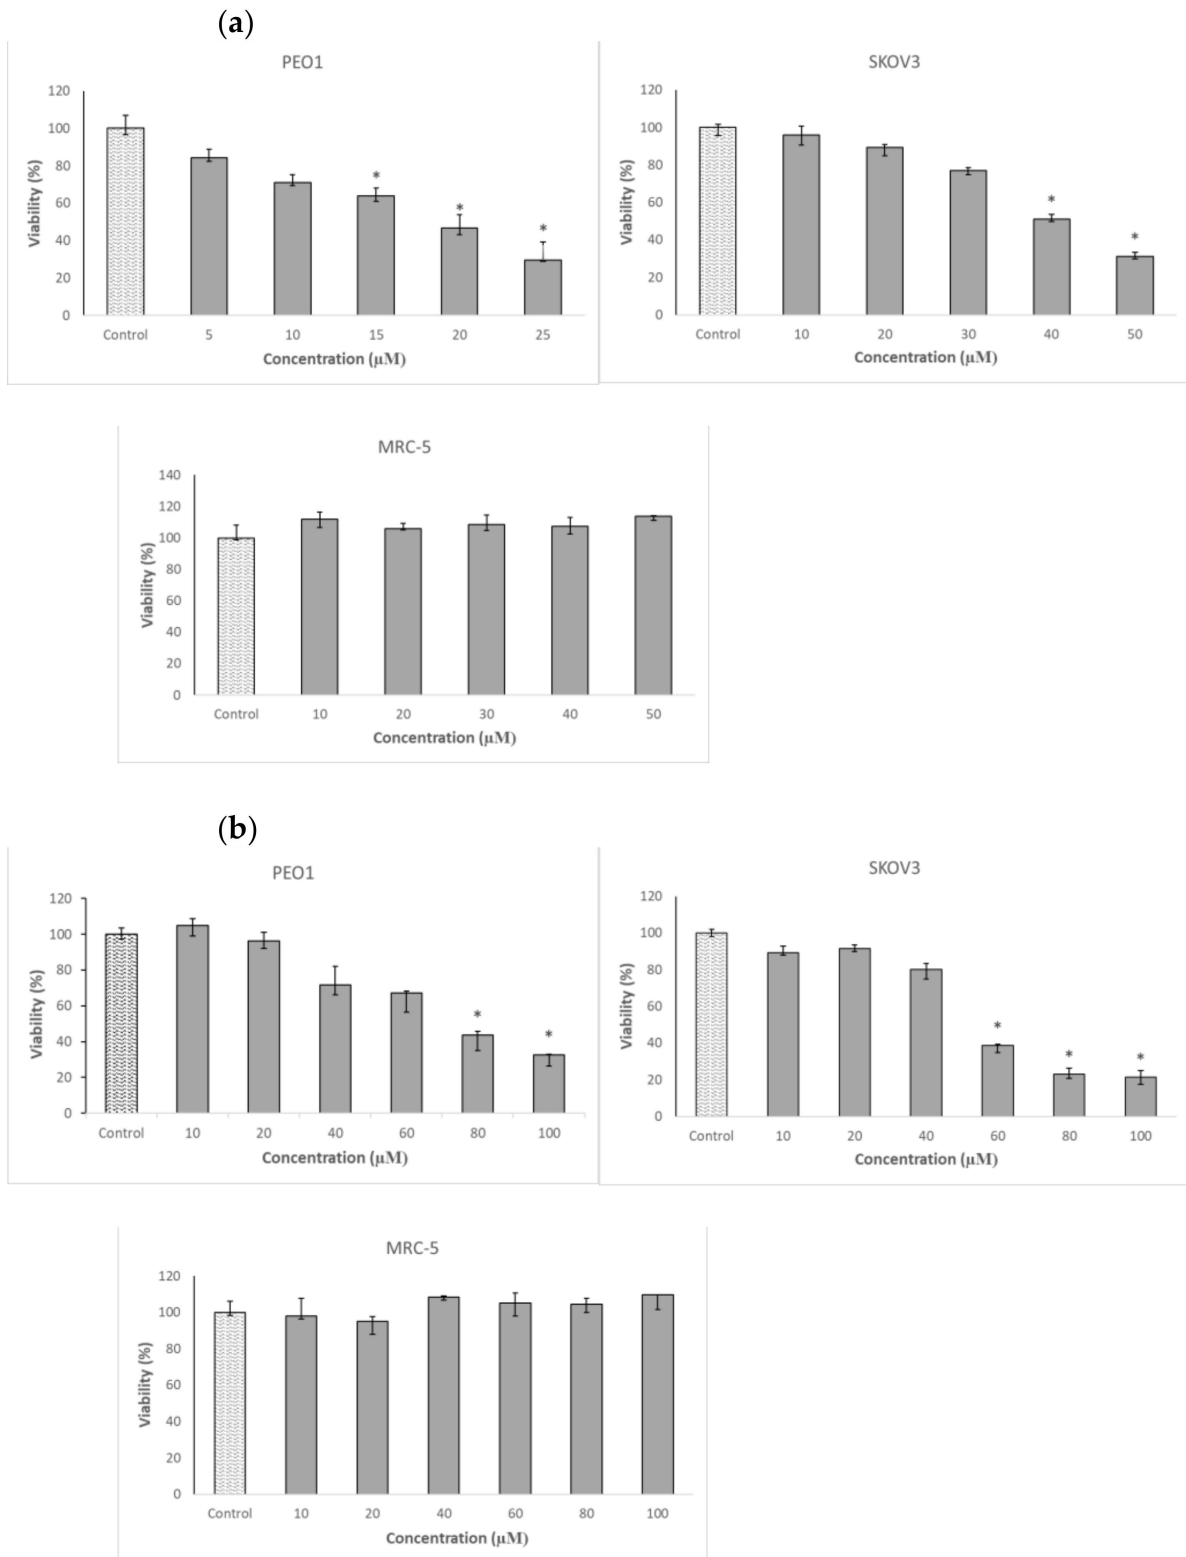 (a)
PEO1
120
100
80
60
40
20
0
Viability (%)
* * *
Control 5 10 15 20 25
Concentration (µM)
SKOV3
120
100
80
60
40
20
0
Viability (%)
* *
Control 10 20 30 40 50
Concentration (µM)
MRC-5
140
120
100
80
60
40
20
0
Viability (%)
Control 10 20 30 40 50
Concentration (µM)
(b)
PEO1
120
100
80
60
40
20
0
Viability (%)
* *
Control 10 20 40 60 80 100
Concentration (µM)
SKOV3
120
100
80
60
40
20
0
Viability (%)
* * *
Control 10 20 40 60 80 100
Concentration (µM)
MRC-5
120
100
80
60
40
20
0
Viability (%)
Control 10 20 40 60 80 100
Concentration (µM)